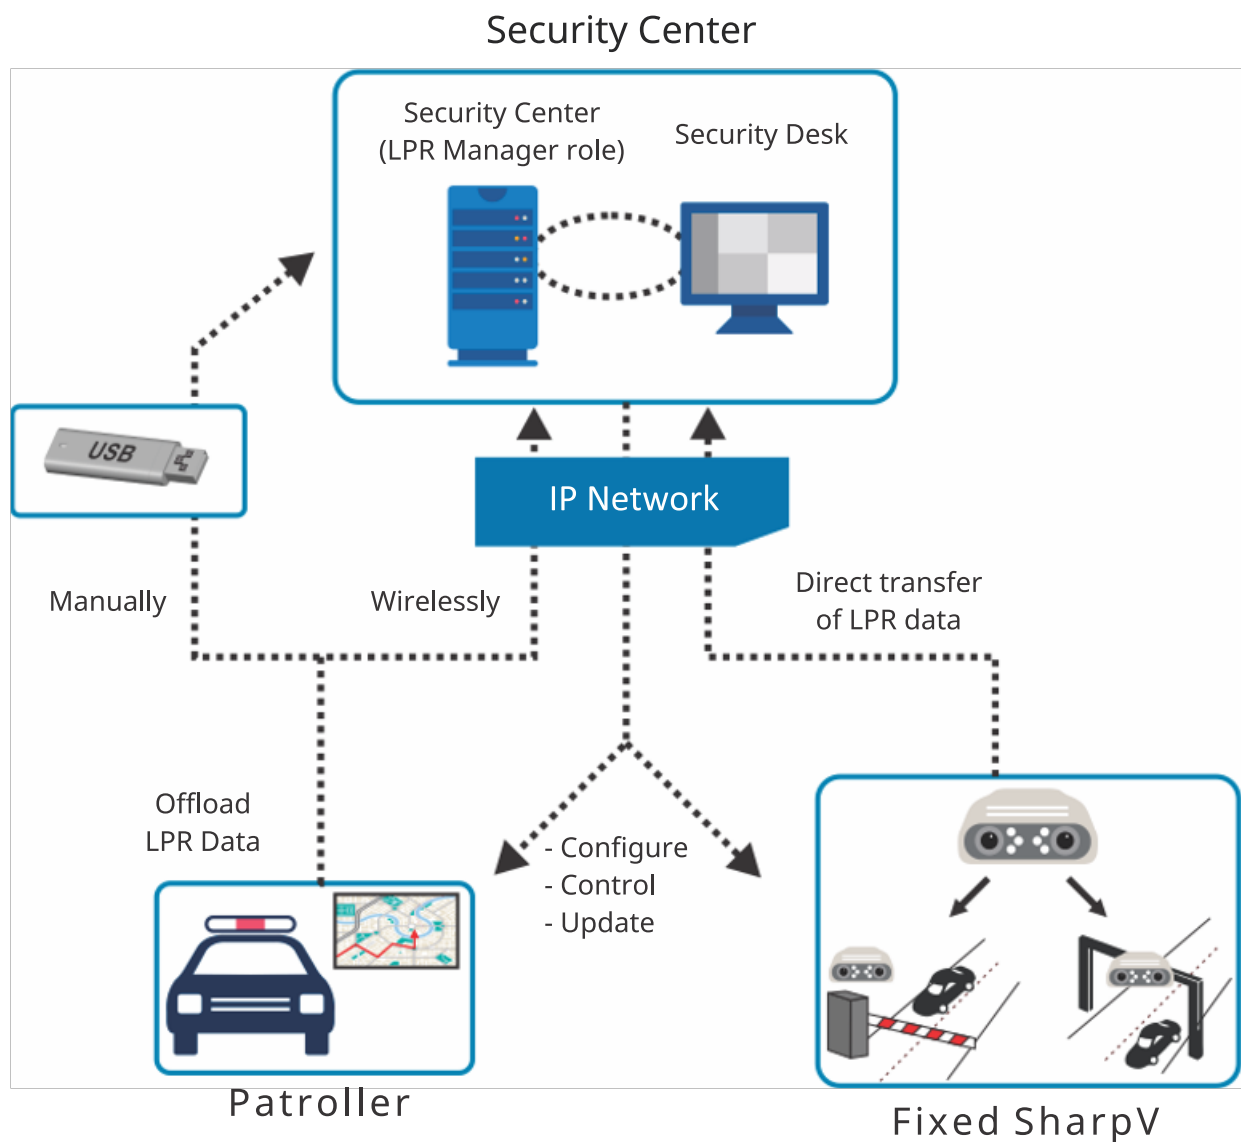 Security Center
Security Center
(LPR Manager role)
Security Desk
USB
IP Network
Manually
Wirelessly
Direct transfer
of LPR data
Offload
LPR Data
- Configure
- Control
- Update
Patroller
Fixed SharpV